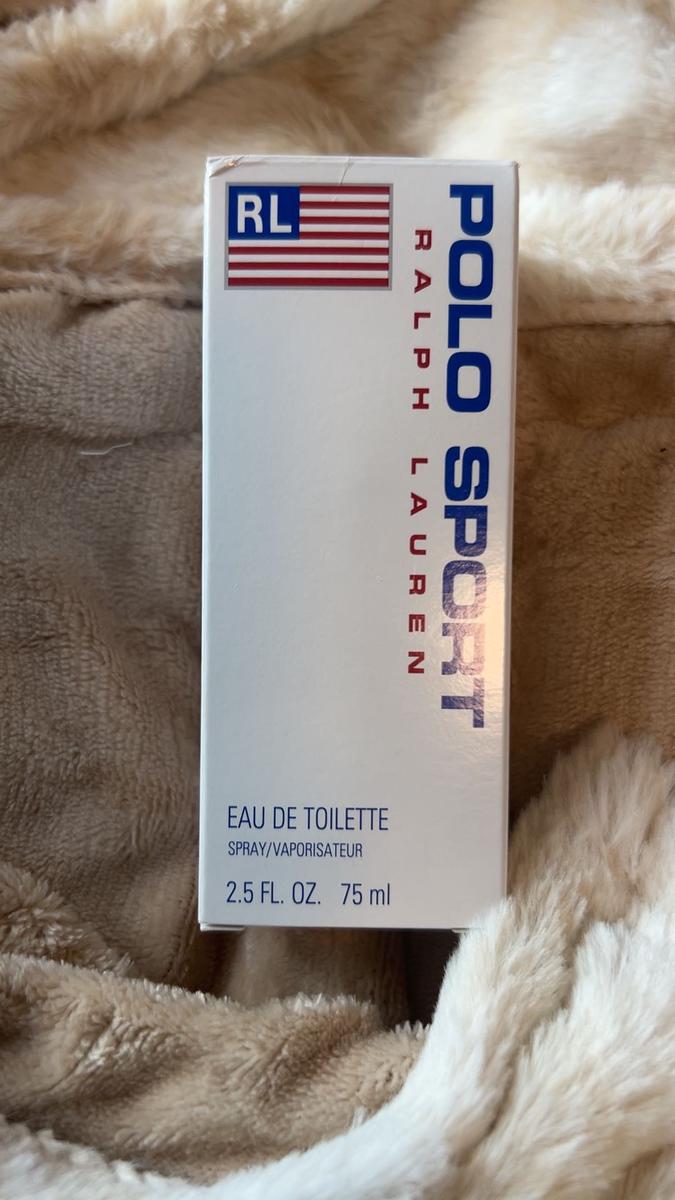 RL
POLO SPORT
RALPH LAUREN
EAU DE TOILETTE
SPRAY/VAPORISATEUR
2.5 FL. OZ. 75 ml